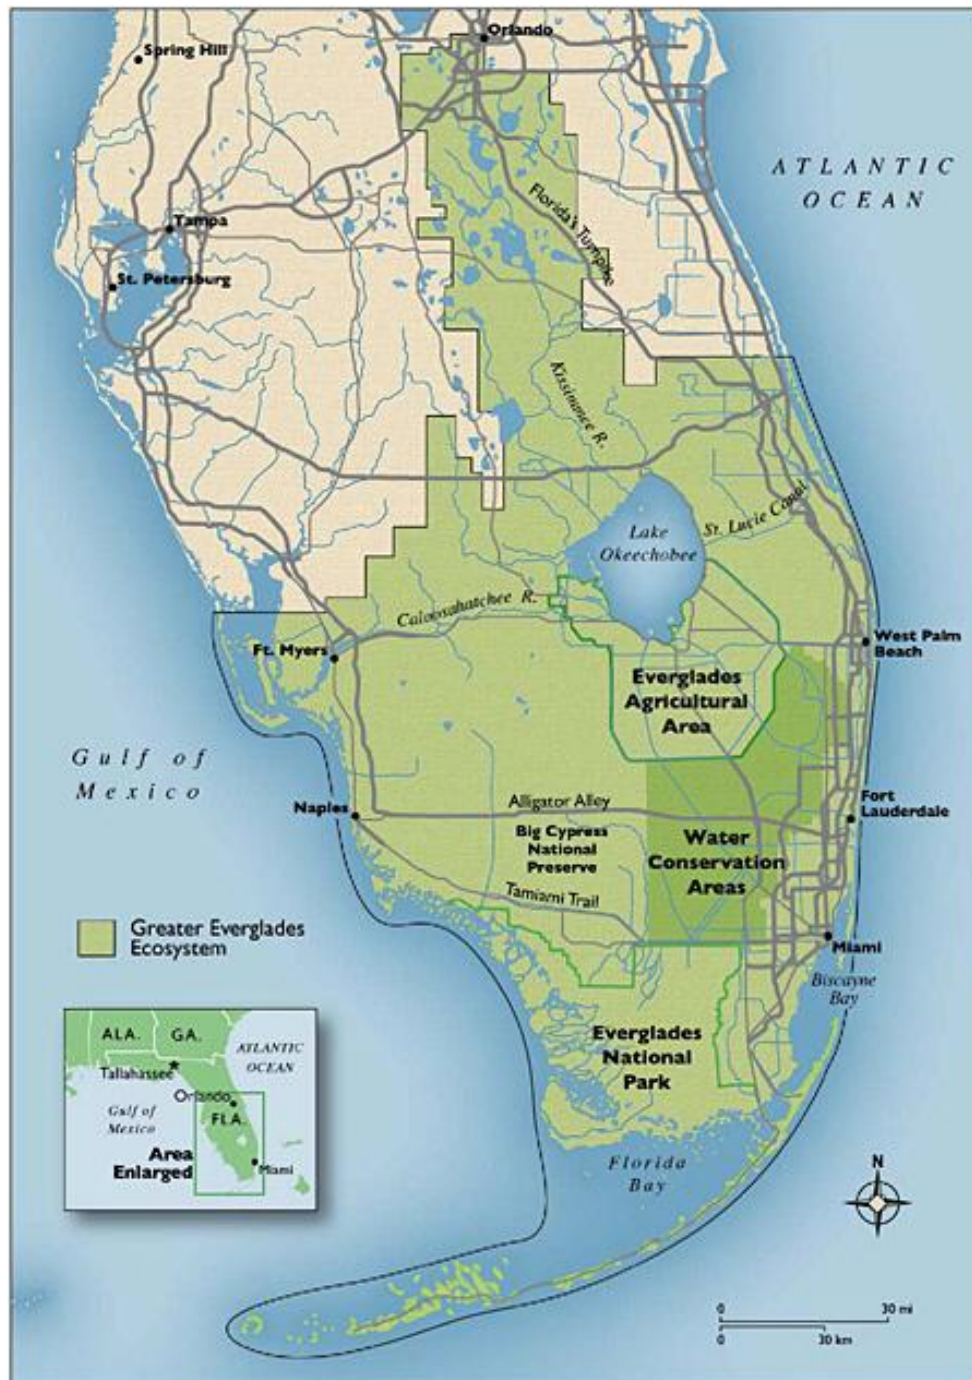 Orlando
Spring Hill
ATLANTIC
OCEAN
Florida's Turnpike
Tampa
St. Petersburg
Kissimmee R.
St. Lucie Canal
Lake
Okeechobee
Caloosahatchee R.
Ft. Myers
West Palm
Beach
Everglades
Agricultural
Area
Gulf of
Mexico
Naples
Alligator Alley
Fort
Lauderdale
Big Cypress
National
Preserve
Water
Conservation
Areas
Tamiami Trail
Greater Everglades
Ecosystem
Miami
Biscayne
Bay
Everglades
National
Park
ALA.
GA.
ATLANTIC
OCEAN
Tallahassee
Orlando
Gulf of
Mexico
FLA.
Area
Enlarged
Miami
Florida
Bay
N
0 30 mi
0 30 km